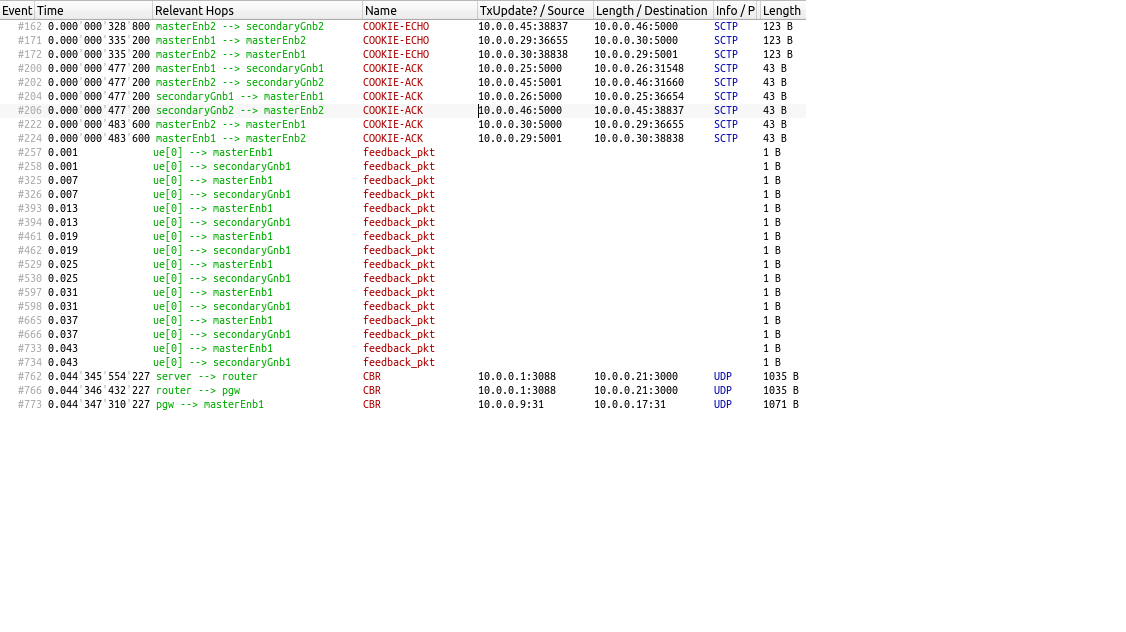 Event Time Relevant Hops Name TxUpdate? / Source Length / Destination Info / P Length
#162 0.000'000'328'800 masterEnb2 --> secondaryGnb2 COOKIE-ECHO 10.0.0.45:38837 10.0.0.46:5000 SCTP 123 B
#171 0.000'000'335'200 masterEnb1 --> masterEnb2 COOKIE-ECHO 10.0.0.29:36655 10.0.0.30:5000 SCTP 123 B
#172 0.000'000'335'200 masterEnb2 --> masterEnb1 COOKIE-ECHO 10.0.0.30:38838 10.0.0.29:5001 SCTP 123 B
#200 0.000'000'477'200 masterEnb1 --> secondaryGnb1 COOKIE-ACK 10.0.0.25:5000 10.0.0.26:31548 SCTP 43 B
#202 0.000'000'477'200 masterEnb2 --> secondaryGnb2 COOKIE-ACK 10.0.0.45:5001 10.0.0.46:31660 SCTP 43 B
#204 0.000'000'477'200 secondaryGnb1 --> masterEnb1 COOKIE-ACK 10.0.0.26:5000 10.0.0.25:36654 SCTP 43 B
#206 0.000'000'477'200 secondaryGnb2 --> masterEnb2 COOKIE-ACK 10.0.0.46:5000 10.0.0.45:38837 SCTP 43 B
#222 0.000'000'483'600 masterEnb2 --> masterEnb1 COOKIE-ACK 10.0.0.30:5000 10.0.0.29:36655 SCTP 43 B
#224 0.000'000'483'600 masterEnb1 --> masterEnb2 COOKIE-ACK 10.0.0.29:5001 10.0.0.30:38838 SCTP 43 B
#257 0.001 ue[0] --> masterEnb1 feedback_pkt 1 B
#258 0.001 ue[0] --> secondaryGnb1 feedback_pkt 1 B
#325 0.007 ue[0] --> masterEnb1 feedback_pkt 1 B
#326 0.007 ue[0] --> secondaryGnb1 feedback_pkt 1 B
#393 0.013 ue[0] --> masterEnb1 feedback_pkt 1 B
#394 0.013 ue[0] --> secondaryGnb1 feedback_pkt 1 B
#461 0.019 ue[0] --> masterEnb1 feedback_pkt 1 B
#462 0.019 ue[0] --> secondaryGnb1 feedback_pkt 1 B
#529 0.025 ue[0] --> masterEnb1 feedback_pkt 1 B
#530 0.025 ue[0] --> secondaryGnb1 feedback_pkt 1 B
#597 0.031 ue[0] --> masterEnb1 feedback_pkt 1 B
#598 0.031 ue[0] --> secondaryGnb1 feedback_pkt 1 B
#665 0.037 ue[0] --> masterEnb1 feedback_pkt 1 B
#666 0.037 ue[0] --> secondaryGnb1 feedback_pkt 1 B
#733 0.043 ue[0] --> masterEnb1 feedback_pkt 1 B
#734 0.043 ue[0] --> secondaryGnb1 feedback_pkt 1 B
#762 0.044'345'554'227 server --> router CBR 10.0.0.1:3088 10.0.0.21:3000 UDP 1035 B
#766 0.044'346'432'227 router --> pgw CBR 10.0.0.1:3088 10.0.0.21:3000 UDP 1035 B
#773 0.044'347'310'227 pgw --> masterEnb1 CBR 10.0.0.9:31 10.0.0.17:31 UDP 1071 B